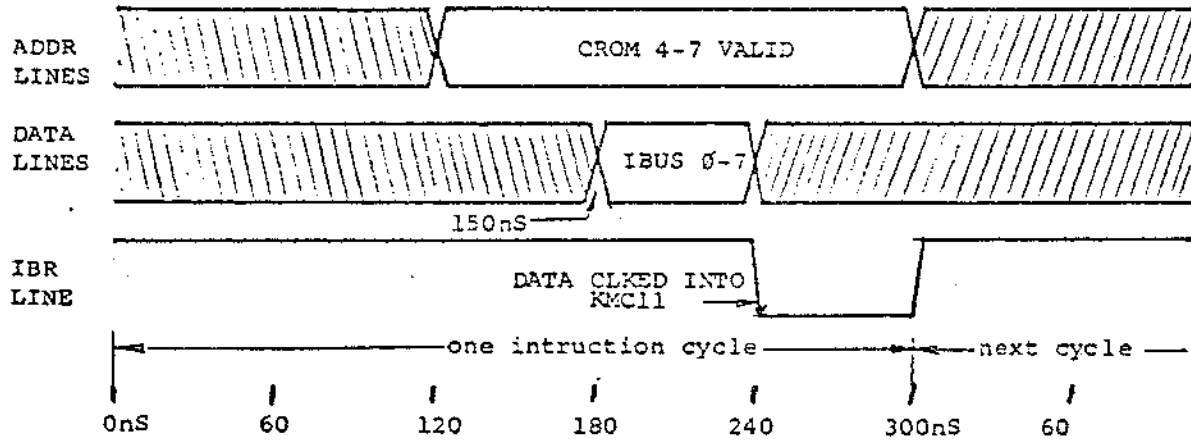 ADDR
LINES
CROM 4-7 VALID
DATA
LINES
IBUS Ø-7
150nS
IBR
LINE
DATA CLKED INTO
KMC11
one intruction cycle
next cycle
0nS 60 120 180 240 300nS 60